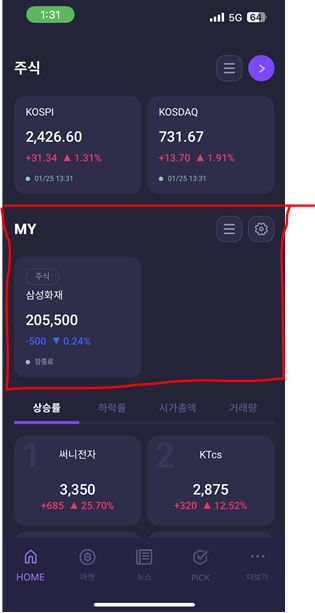 1:31
5G 64
주식
KOSPI
2,426.60
+31.34 ▲ 1.31%
01/25 13:31
KOSDAQ
731.67
+13.70 ▲ 1.91%
01/25 13:31
MY
주식
삼성화재
205,500
-500 ▼ 0.24%
장종료
상승률 하락률 시가총액 거래량
1 써니전자
3,350
+685 ▲ 25.70%
2 KTcs
2,875
+320 ▲ 12.52%
HOME 마켓 뉴스 PICK 더보기